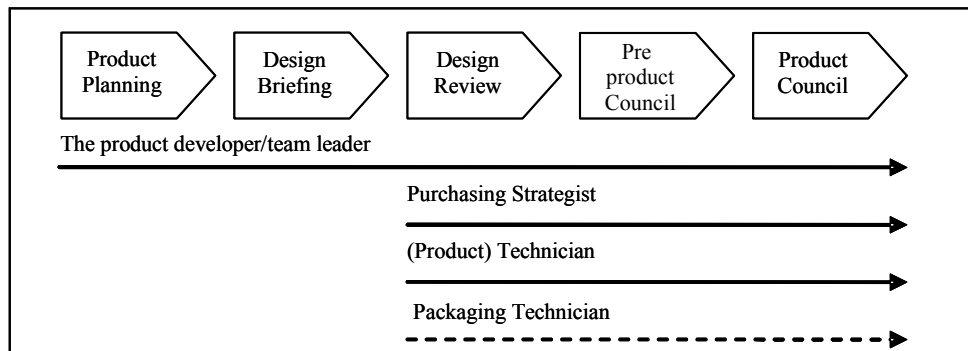 Product
Planning
Design
Briefing
Design
Review
Pre
product
Council
Product
Council
The product developer/team leader
Purchasing Strategist
(Product) Technician
Packaging Technician